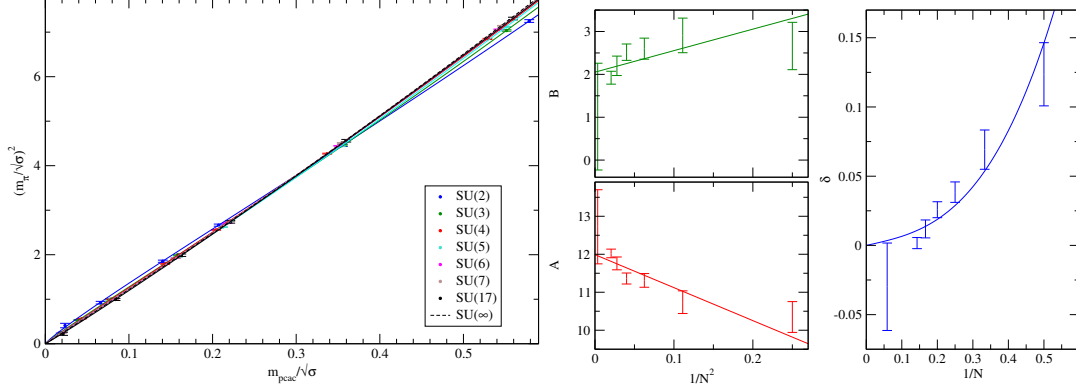 (m_π/√σ)²
6
4
2
0
0 0.1 0.2 0.3 0.4 0.5
m_pcac/√σ
SU(2)
SU(3)
SU(4)
SU(5)
SU(6)
SU(7)
SU(17)
SU(∞)
B
3
2
1
0
A
13
12
11
10
0 0.1 0.2
1/N²
δ
0.15
0.1
0.05
0
-0.05
0 0.1 0.2 0.3 0.4 0.5
1/N